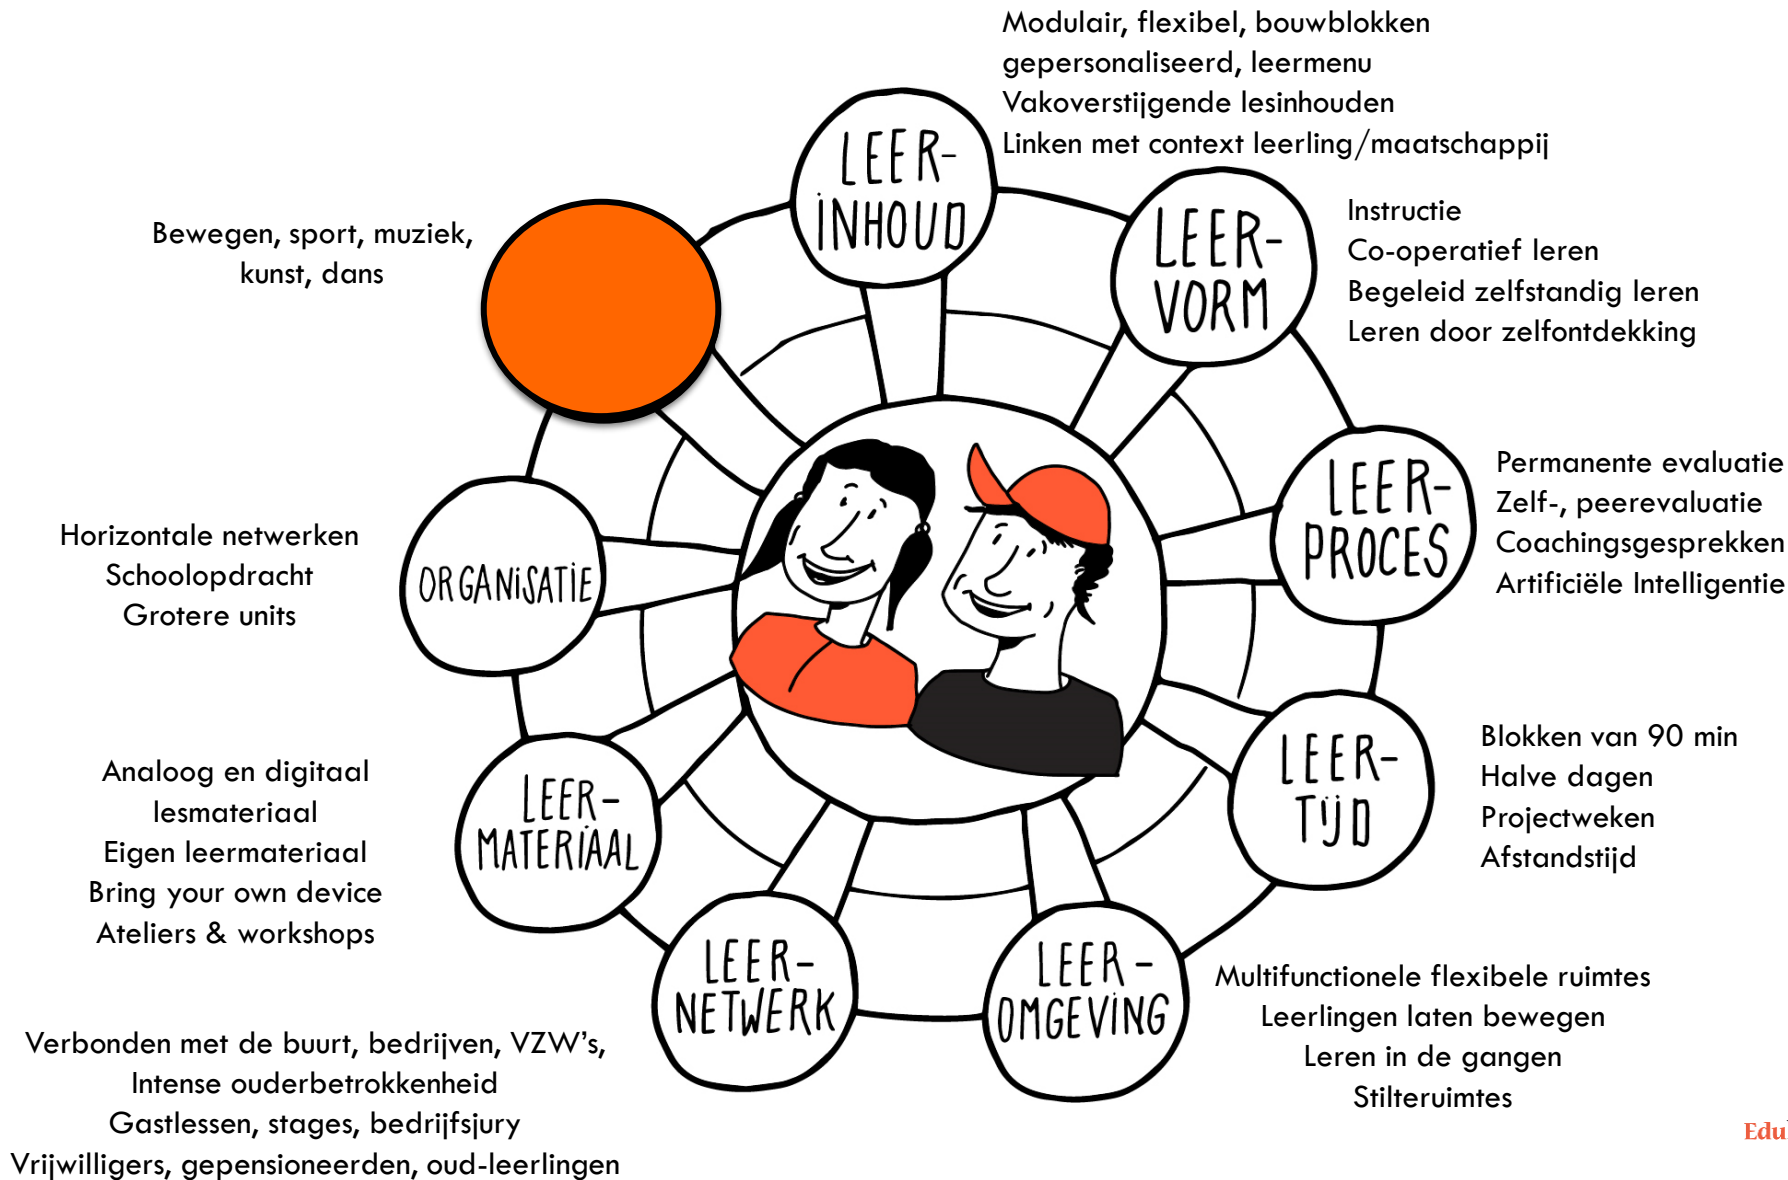 Modulair, flexibel, bouwblokken
gepersonaliseerd, leermenu
Vakoverstijgende lesinhouden
Linken met context leerling/maatschappij
LEER-
INHOUD
LEER-
VORM
Instructie
Co-operatief leren
Begeleid zelfstandig leren
Leren door zelfontdekking
Bewegen, sport, muziek,
kunst, dans
LEER-
PROCES
Permanente evaluatie
Zelf-, peerevaluatie
Coachingsgesprekken
Artificiële Intelligentie
Horizontale netwerken
Schoolopdracht
Grotere units
ORGANISATIE
LEER-
TIJD
Blokken van 90 min
Halve dagen
Projectweken
Afstandstijd
Analoog en digitaal
lesmateriaal
Eigen leermateriaal
Bring your own device
Ateliers & workshops
LEER-
MATERIAAL
LEER-
NETWERK
LEER-
OMGEVING
Multifunctionele flexibele ruimtes
Leerlingen laten bewegen
Leren in de gangen
Stilteruimtes
Verbonden met de buurt, bedrijven, VZW's,
Intense ouderbetrokkenheid
Gastlessen, stages, bedrijfsjury
Vrijwilligers, gepensioneerden, oud-leerlingen
Edu